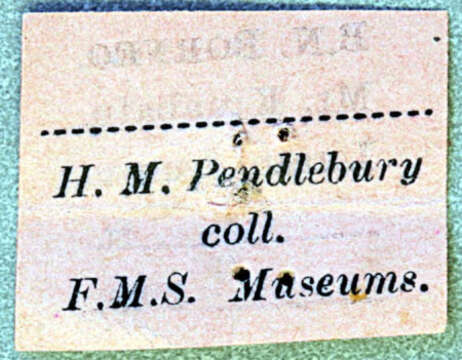 H. M. Pendlebury
coll.
F.M.S. Museums.